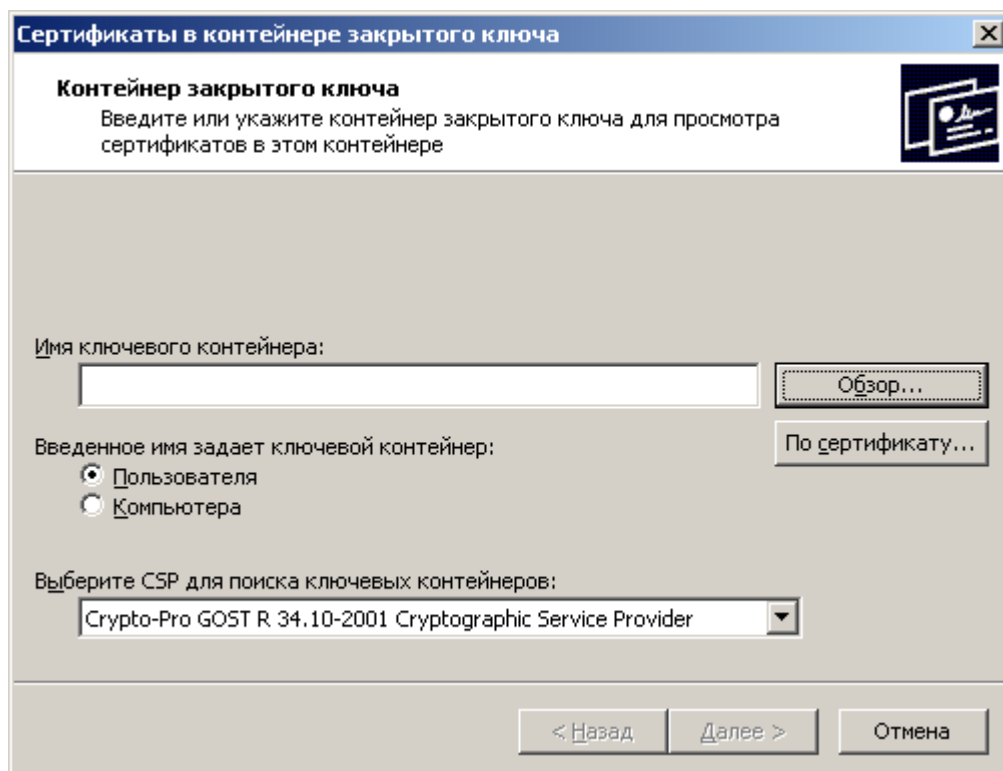 Сертификаты в контейнере закрытого ключа
Контейнер закрытого ключа
Введите или укажите контейнер закрытого ключа для просмотра
сертификатов в этом контейнере
Имя ключевого контейнера:
Обзор...
По сертификату...
Введенное имя задает ключевой контейнер:
Пользователя
Компьютера
Выберите CSP для поиска ключевых контейнеров:
Crypto-Pro GOST R 34.10-2001 Cryptographic Service Provider
< Назад
Далее >
Отмена